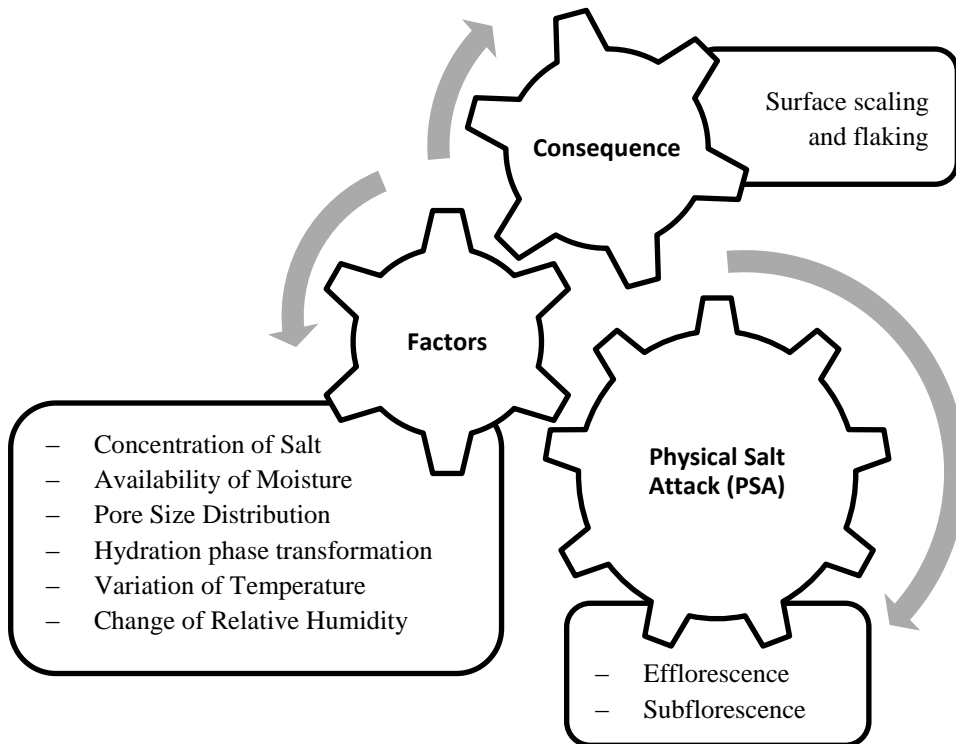 Consequence
Surface scaling
and flaking
Factors
– Concentration of Salt
– Availability of Moisture
– Pore Size Distribution
– Hydration phase transformation
– Variation of Temperature
– Change of Relative Humidity
Physical Salt
Attack (PSA)
– Efflorescence
– Subflorescence